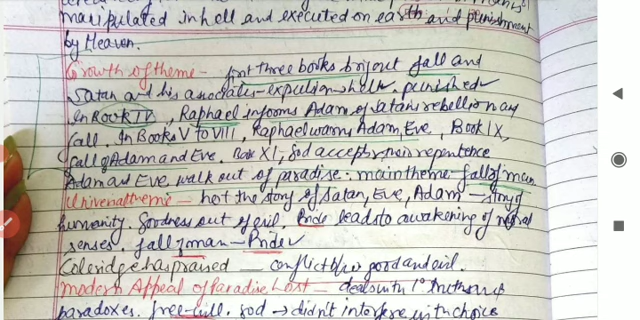 manipulated in hell and executed on earth and punishment
by Heaven.
Growth of theme - first three books bring out fall and
Satan and his associates - expulsion hell - punished
In Book IV, Raphael informs Adam of Satan's rebellion and
fall. In Books V to VIII, Raphael warns Adam, Eve, Book IX,
fall of Adam and Eve. Book XI, God accepts their repentence
Adam and Eve walk out of paradise. main theme - fall of man
Universal theme - not the story of Satan, Eve, Adam - story of
humanity. Goodness out of evil. Pride leads to awakening of
senses. fall of man - Pride
Coleridge has praised conflict b/w good and evil.
Modern Appeal of Paradise Lost - deals with
paradoxes. free-will. God → didn't interfere with choice